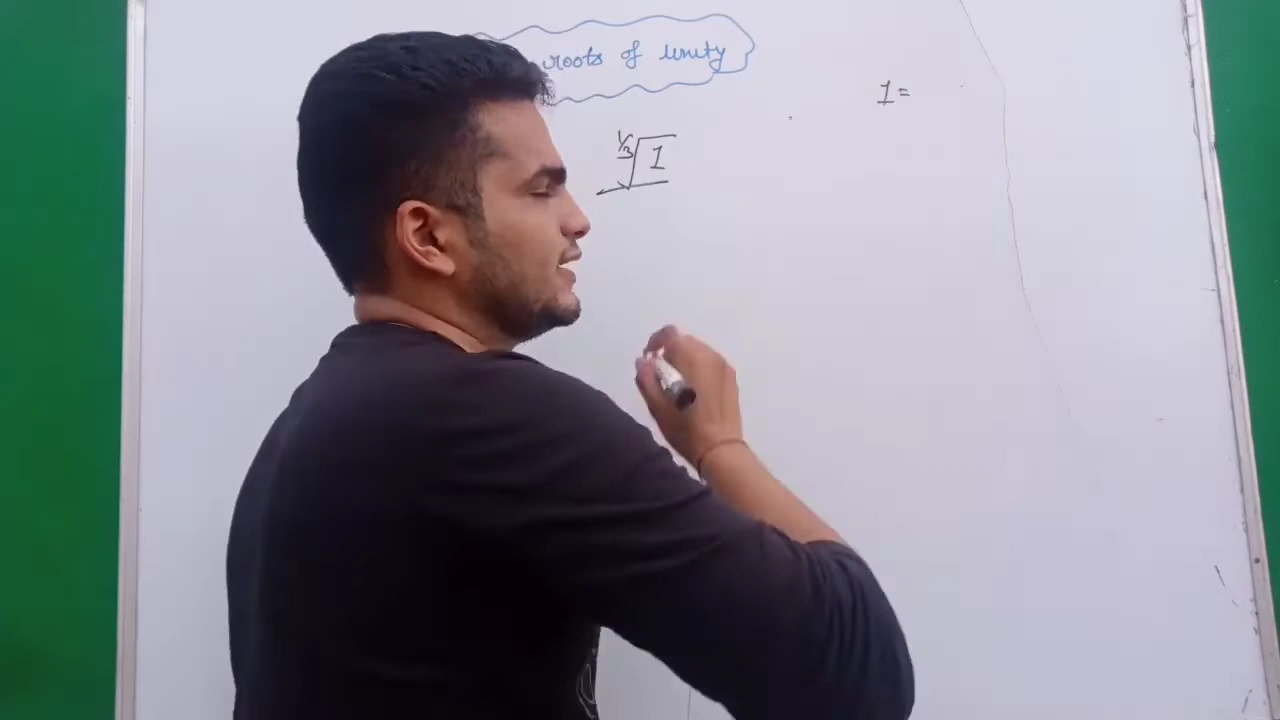 roots of unity
1=
1/3√1